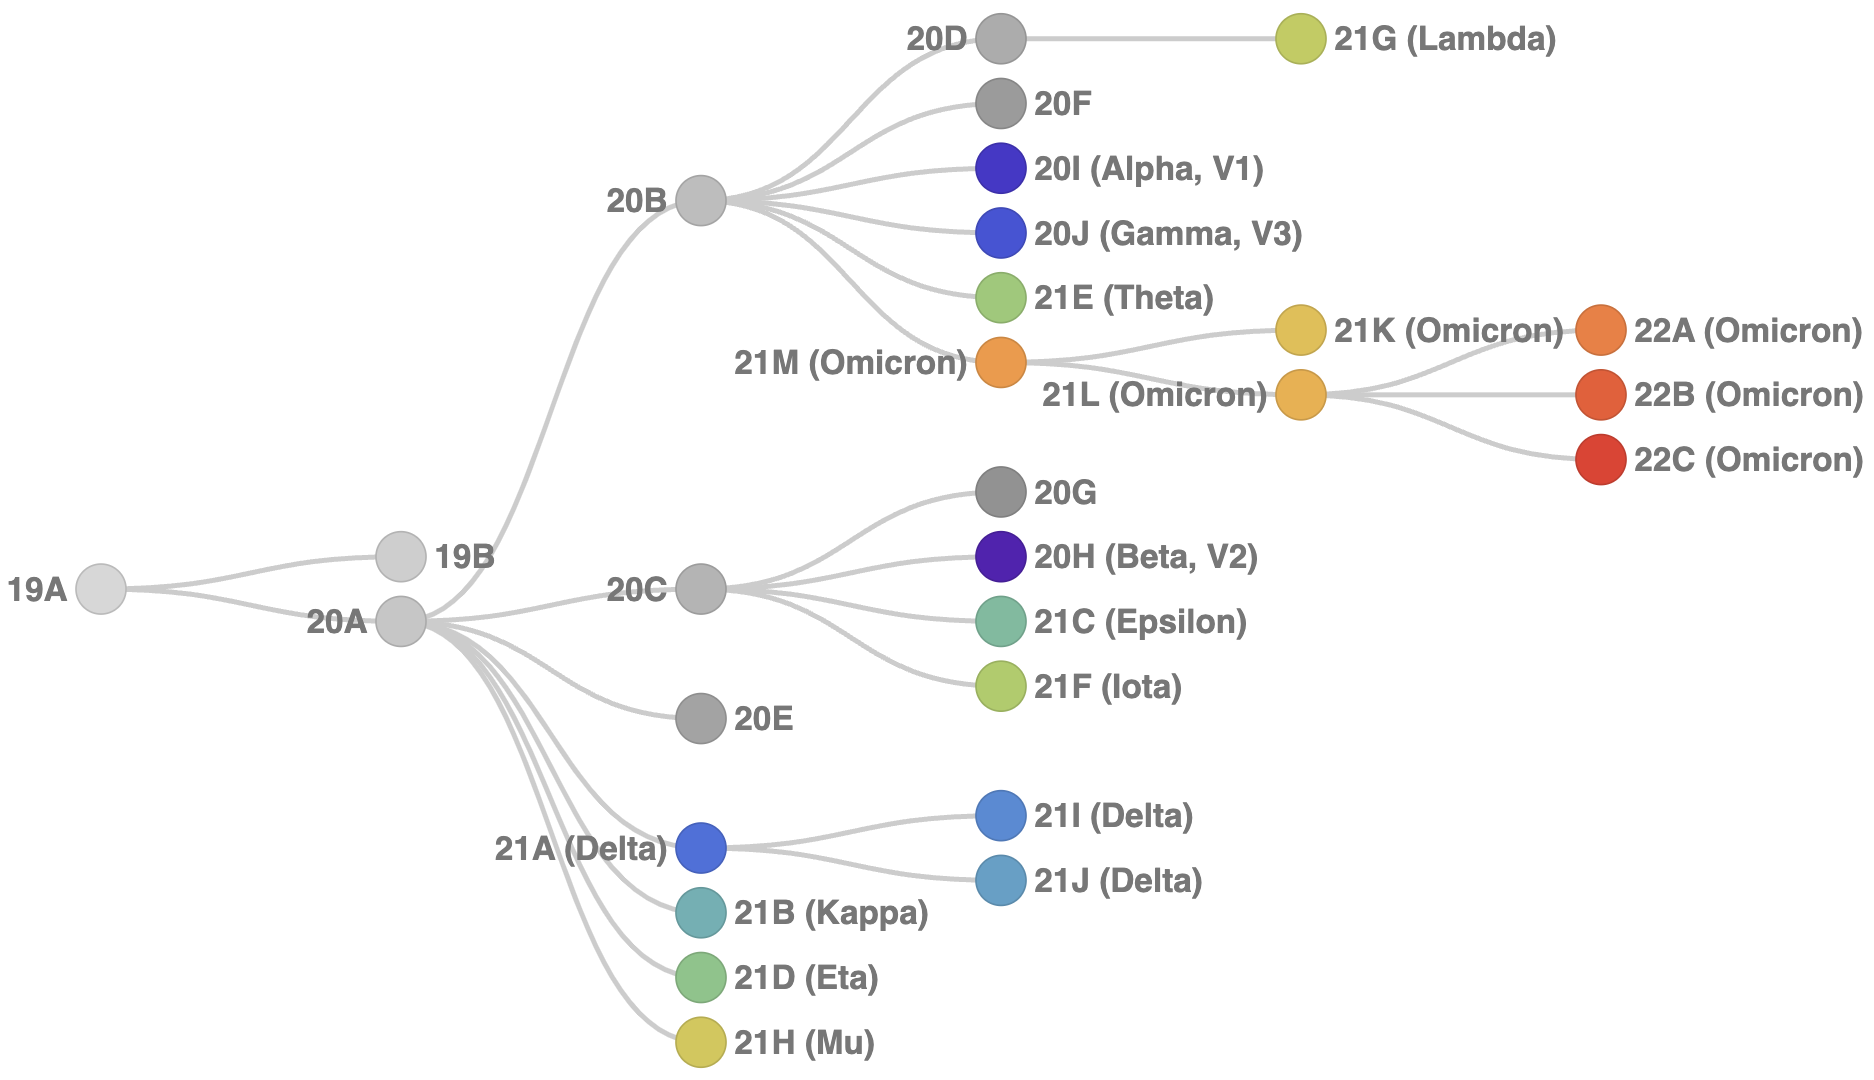 20D
21G (Lambda)
20F
20I (Alpha, V1)
20B
20J (Gamma, V3)
21E (Theta)
21K (Omicron)
22A (Omicron)
21M (Omicron)
21L (Omicron)
22B (Omicron)
22C (Omicron)
20G
19B
20H (Beta, V2)
19A
20C
20A
21C (Epsilon)
21F (Iota)
20E
21I (Delta)
21A (Delta)
21J (Delta)
21B (Kappa)
21D (Eta)
21H (Mu)